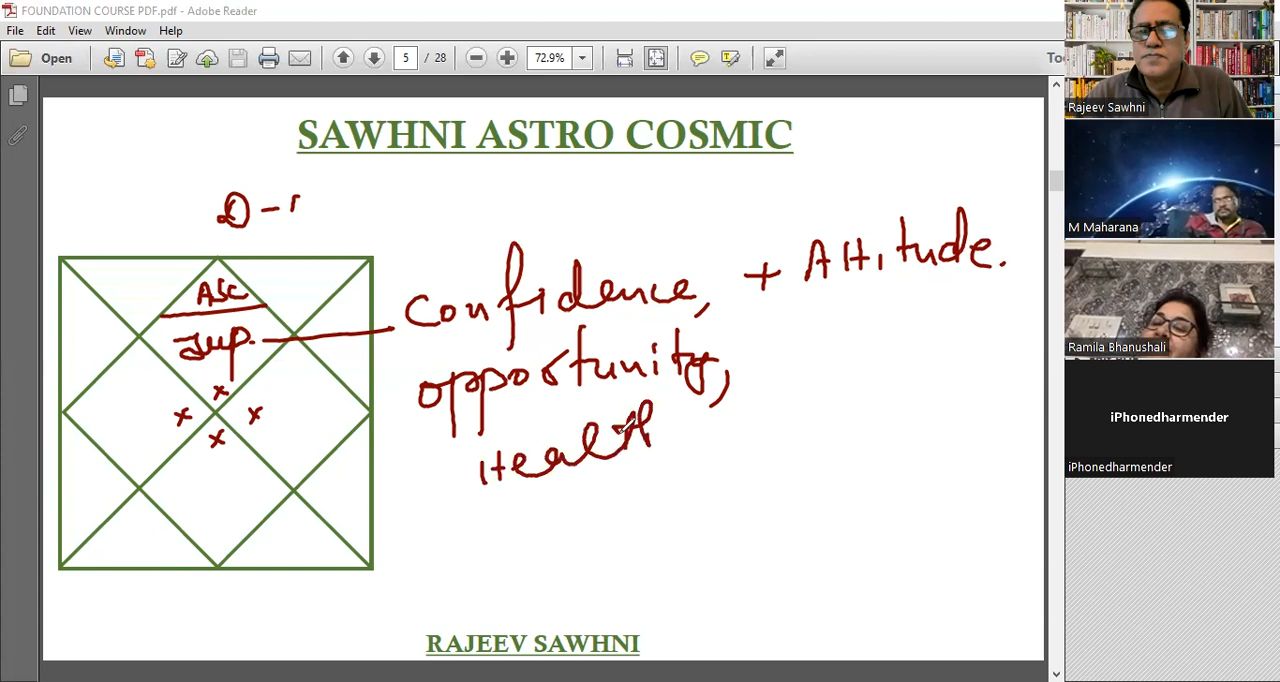 FOUNDATION COURSE PDF.pdf - Adobe Reader
File Edit View Window Help
Open 5 / 28 72.9%
SAWHNI ASTRO COSMIC
D-1
Asc
Jup.
Confidence, + Attitude.
opportunity,
Health
x
x x
x
RAJEEV SAWHNI
Rajeev Sawhni
M Maharana
Ramila Bhanushali
iPhonedharmender
iPhonedharmender